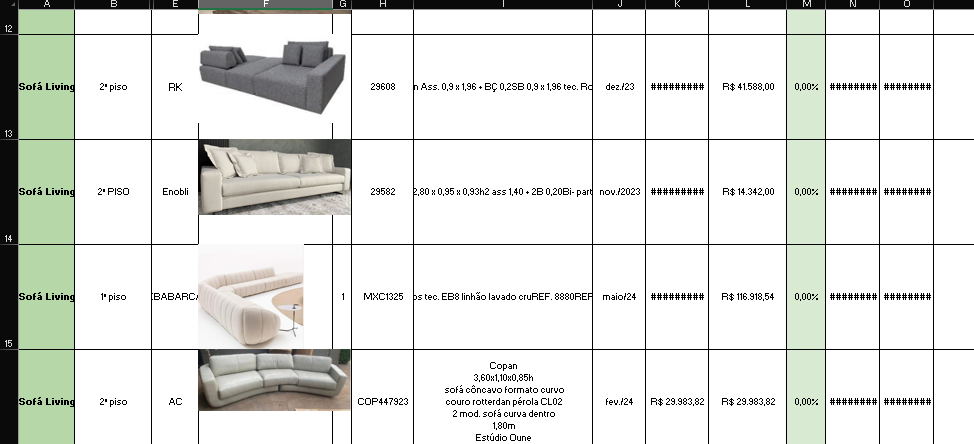 A B E F G H I J K L M N O
12
Sofá Living 2º piso RK 29608 n Ass. 0,9 x 1,96 + BÇ 0,2SB 0,9 x 1,96 tec. Ro dez./23 ######### R$ 41.588,00 0,00% ######## ########
13
Sofá Living 2º PISO Enobli 29582 2,80 x 0,95 x 0,93h2 ass 1,40 + 2B 0,20Bi- part nov./2023 ######### R$ 14.342,00 0,00% ######## ########
14
Sofá Living 1º piso BABARCA 1 MXC1325 os tec. EB8 linhão lavado cruREF. 8880REF maio/24 ######### R$ 116.918,54 0,00% ######## ########
15
Sofá Living 2º piso AC COP447923 Copan
3,60x1,10x0,85h
sofá côncavo formato curvo
couro rotterdan pérola CL02
2 mod. sofá curva dentro
1,80m
Estúdio Oune
fev./24 R$ 29.983,82 R$ 29.983,82 0,00% ######## ########